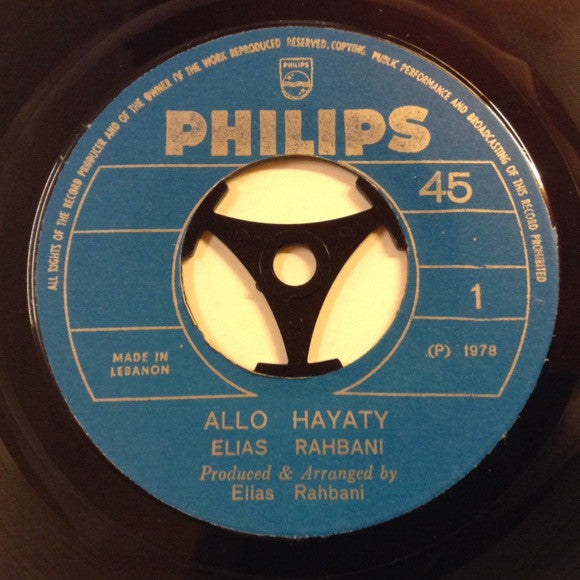 ALL RIGHTS OF THE RECORD PRODUCER AND OF THE OWNER OF THE WORK REPRODUCED RESERVED. COPYING, PUBLIC PERFORMANCE AND BROADCASTING OF THIS RECORD PROHIBITED
PHILIPS
PHILIPS
45
1
MADE IN
LEBANON
(P) 1978
ALLO HAYATY
ELIAS RAHBANI
Produced & Arranged by
Elias Rahbani